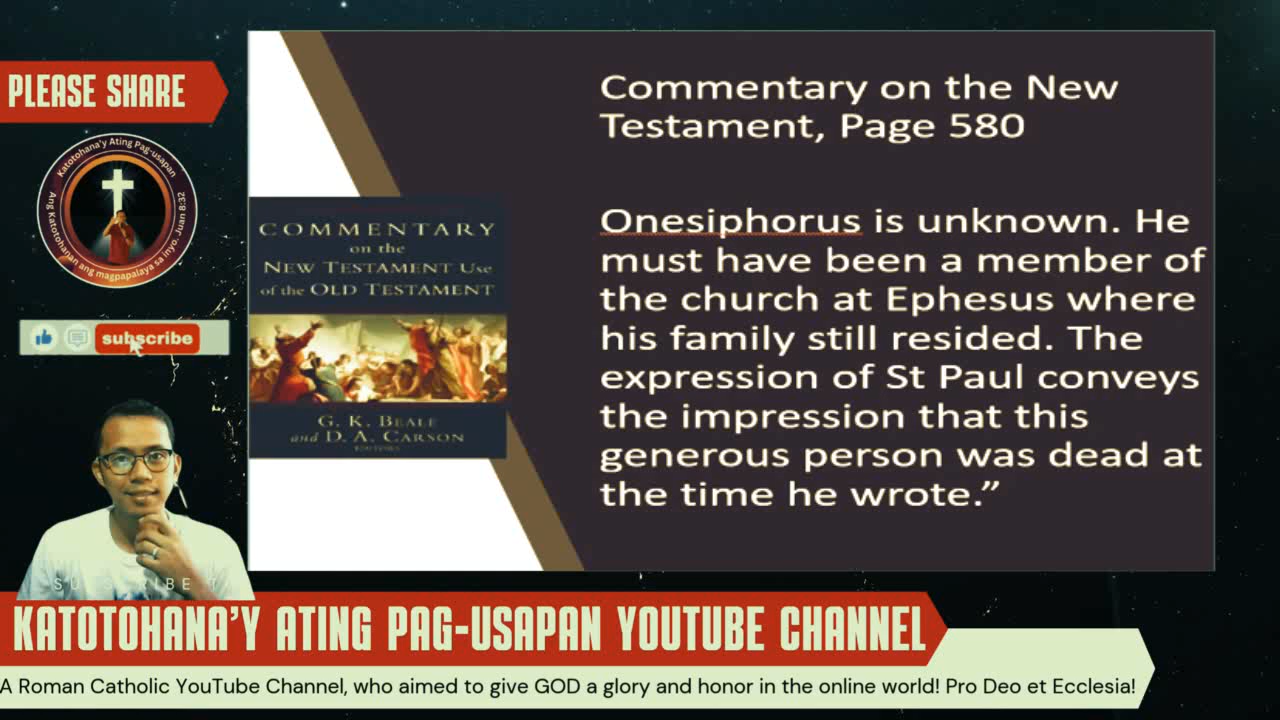 PLEASE SHARE
Katotohana'y Ating Pag-usapan
Ang Katotohanan ang magpapalaya sa inyo. Juan 8:32
subscribe
SUBSCRIBE T
KATOTOHANA'Y ATING PAG-USAPAN YOUTUBE CHANNEL
A Roman Catholic YouTube Channel, who aimed to give GOD a glory and honor in the online world! Pro Deo et Ecclesia!
COMMENTARY
on the
NEW TESTAMENT USE
of the OLD TESTAMENT
G. K. BEALE
and D. A. CARSON
EDITORS
Commentary on the New
Testament, Page 580
Onesiphorus is unknown. He
must have been a member of
the church at Ephesus where
his family still resided. The
expression of St Paul conveys
the impression that this
generous person was dead at
the time he wrote.”